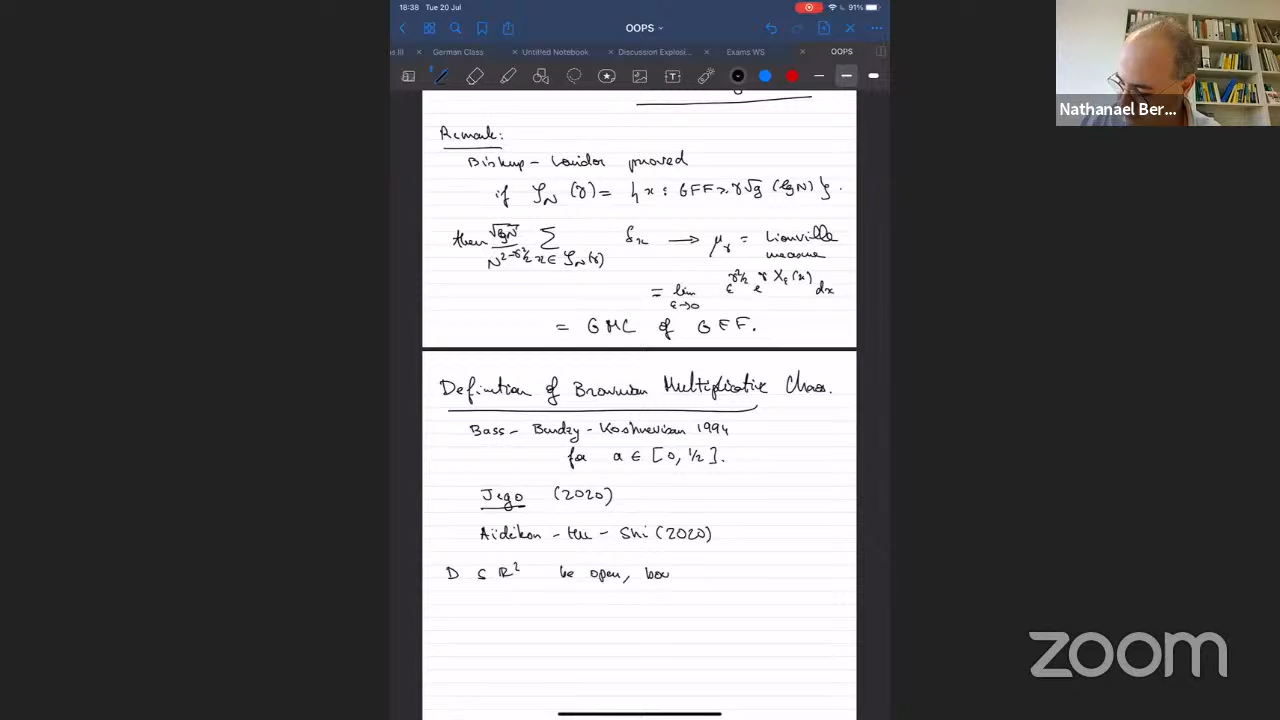 18:38 Tue 20 Jul
91%
OOPS
German Class
Untitled Notebook
Discussion Explosi...
Exams WS
OOPS
Remark:
Biskup - Louidor proved
if 𝒯_N (γ) = { x : GFF ≥ γ√g (log N) } .
then √log N / N^{2-γ²/2} ∑_{x ∈ 𝒯_N(γ)} δ_x → μ_γ = Liouville
measure
= lim_{ε→0} ε^{γ²/2} e^{γ X_ε(x)} dx
= GMC of GFF.
Definition of Brownian Multiplicative Chaos.
Bass - Burdzy - Koshnevisan 1994
for a ∈ [0, 1/2].
Jego (2020)
Aïdékon - Hu - Shi (2020)
D ⊆ ℝ² be open, bou
Nathanael Ber...
zoom